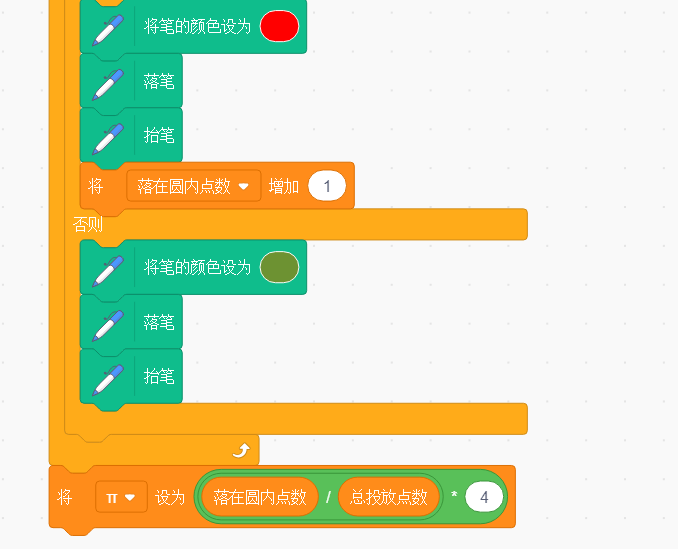 将笔的颜色设为
落笔
抬笔
将 落在圆内点数 增加 1
否则
将笔的颜色设为
落笔
抬笔
将 π 设为 落在圆内点数 / 总投放点数 * 4